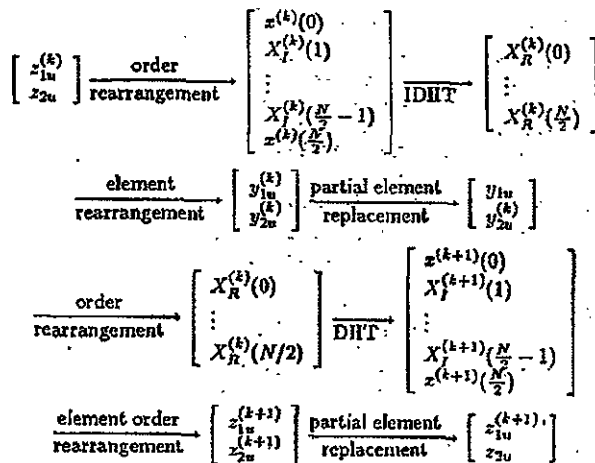 [ z_{1u}^{(k)} z_{2u} ] order rearrangement → [ x^{(k)}(0) X_I^{(k)}(1) ⋮ X_I^{(k)}(N/2 − 1) x^{(k)}(N/2) ] IDHT → [ X_R^{(k)}(0) ⋮ X_R^{(k)}(N/2) ]
element rearrangement → [ y_{1u}^{(k)} y_{2u}^{(k)} ] partial element replacement → [ y_{1u} y_{2u}^{(k)} ]
order rearrangement → [ X_R^{(k)}(0) ⋮ X_R^{(k)}(N/2) ] DHT → [ x^{(k+1)}(0) X_I^{(k+1)}(1) ⋮ X_I^{(k+1)}(N/2 − 1) x^{(k+1)}(N/2) ]
element order rearrangement → [ z_{1u}^{(k+1)} z_{2u}^{(k+1)} ] partial element replacement → [ z_{1u}^{(k+1)} z_{2u} ]